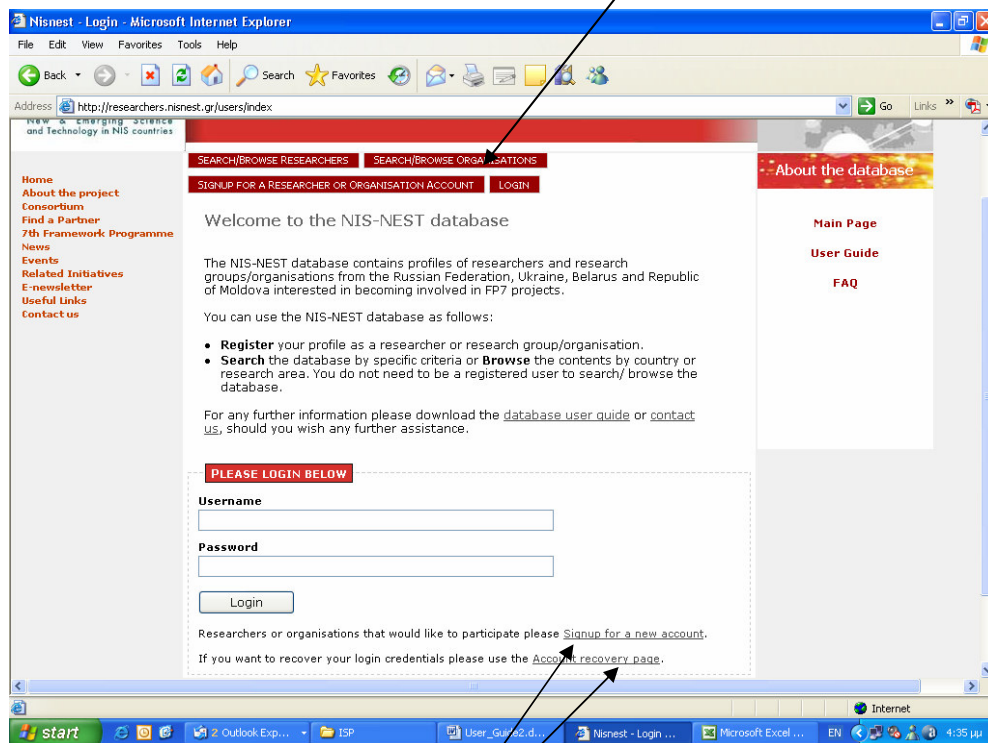 Nisnest - Login - Microsoft Internet Explorer
File Edit View Favorites Tools Help
Back Search Favorites
Address http://researchers.nisnest.gr/users/index Go Links »
New & Emerging Science
and Technology in NIS countries
SEARCH/BROWSE RESEARCHERS SEARCH/BROWSE ORGANISATIONS
SIGNUP FOR A RESEARCHER OR ORGANISATION ACCOUNT LOGIN
Home
About the project
Consortium
Find a Partner
7th Framework Programme
News
Events
Related Initiatives
E-newsletter
Useful Links
Contact us
Welcome to the NIS-NEST database
The NIS-NEST database contains profiles of researchers and research
groups/organisations from the Russian Federation, Ukraine, Belarus and Republic
of Moldova interested in becoming involved in FP7 projects.
You can use the NIS-NEST database as follows:
• Register your profile as a researcher or research group/organisation.
• Search the database by specific criteria or Browse the contents by country or
research area. You do not need to be a registered user to search/ browse the
database.
For any further information please download the database user guide or contact
us, should you wish any further assistance.
About the database
Main Page
User Guide
FAQ
PLEASE LOGIN BELOW
Username
Password
Login
Researchers or organisations that would like to participate please Signup for a new account.
If you want to recover your login credentials please use the Account recovery page.
Internet
start 2 Outlook Exp... ISP User_Guide2.d... Nisnest - Login ... Microsoft Excel ... EN 4:35 μμ